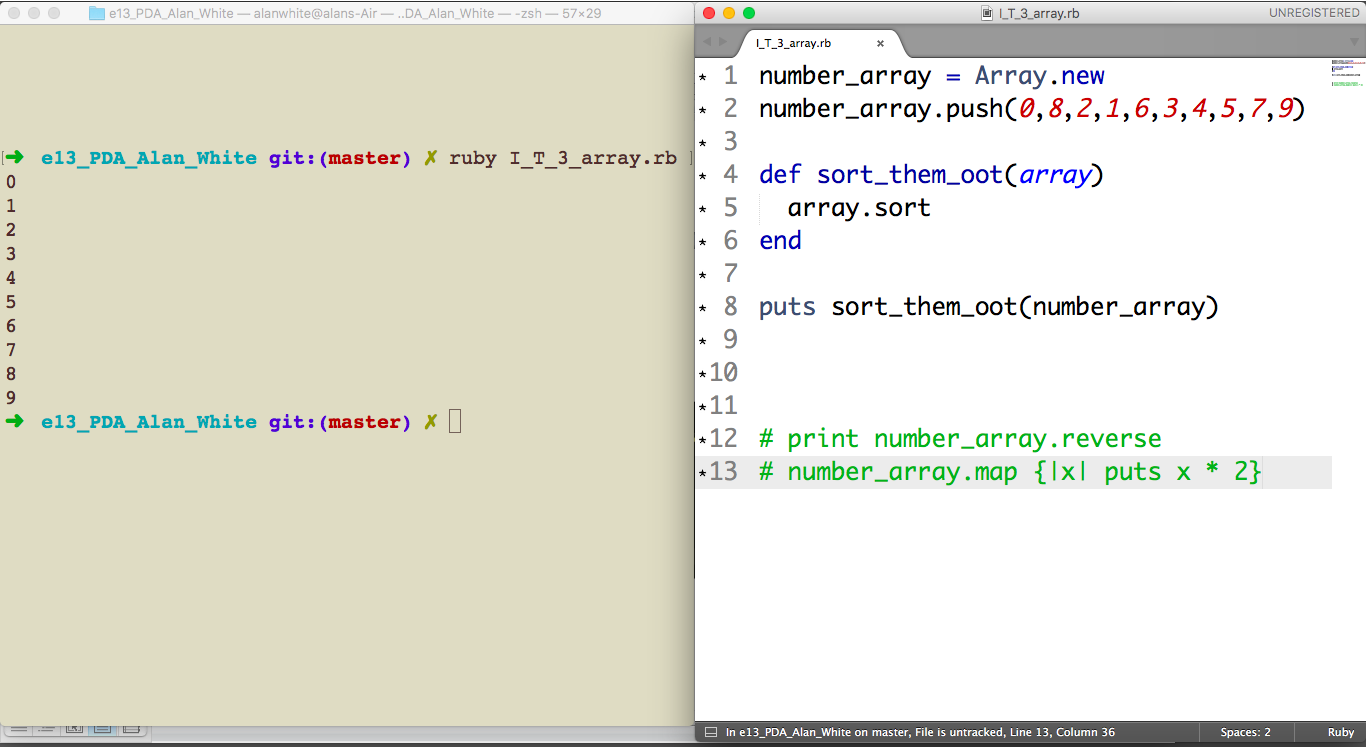 e13_PDA_Alan_White — alanwhite@alans-Air — ..DA_Alan_White — -zsh — 57×29
[➜ e13_PDA_Alan_White git:(master) ✗ ruby I_T_3_array.rb ]
0
1
2
3
4
5
6
7
8
9
➜ e13_PDA_Alan_White git:(master) ✗
I_T_3_array.rb
UNREGISTERED
I_T_3_array.rb ×
* 1 number_array = Array.new
* 2 number_array.push(0,8,2,1,6,3,4,5,7,9)
* 3
* 4 def sort_them_oot(array)
* 5 array.sort
* 6 end
* 7
* 8 puts sort_them_oot(number_array)
* 9
*10
*11
*12 # print number_array.reverse
*13 # number_array.map {|x| puts x * 2}
In e13_PDA_Alan_White on master, File is untracked, Line 13, Column 36
Spaces: 2
Ruby